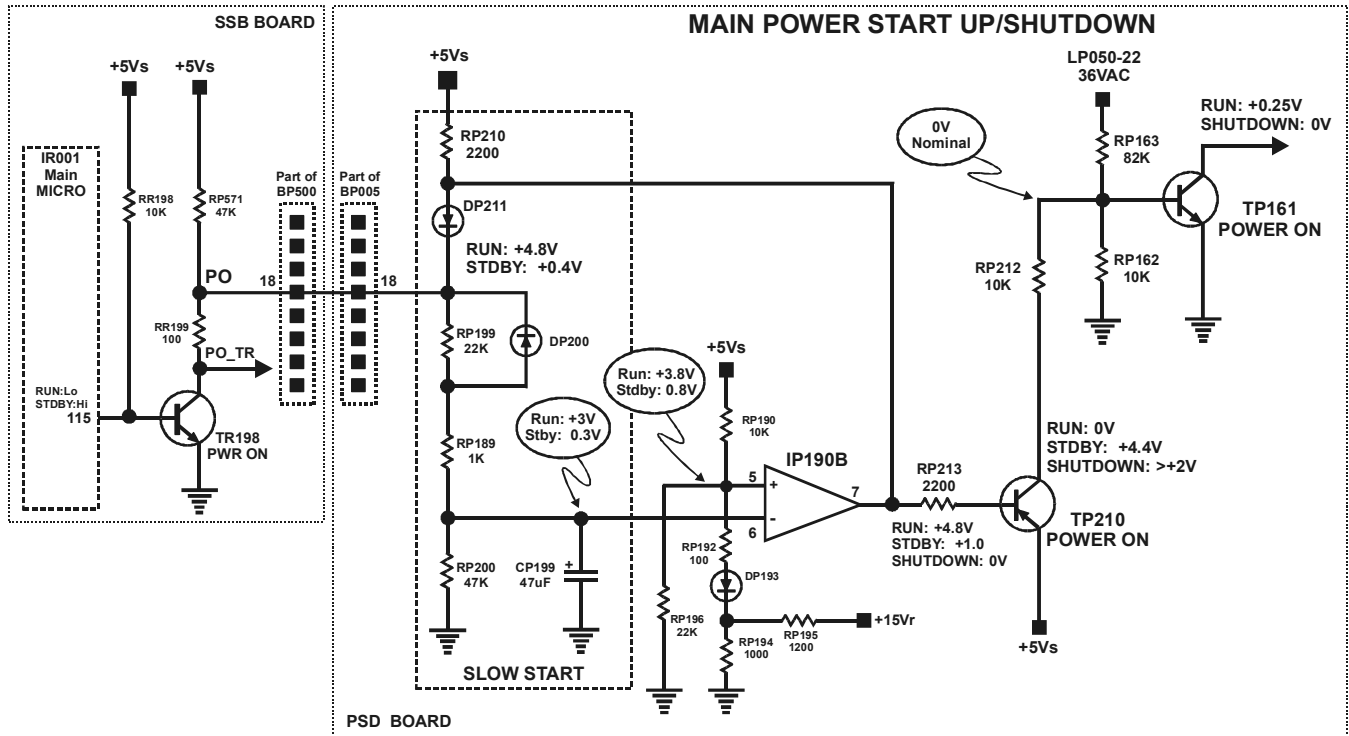 SSB BOARD
MAIN POWER START UP/SHUTDOWN
+5Vs
+5Vs
IR001
Main
MICRO
RR198
10K
RP571
47K
Part of
BP500
Part of
BP005
PO
18
18
RR199
100
PO_TR
RUN:Lo
STDBY:Hi
115
TR198
PWR ON
+5Vs
RP210
2200
DP211
RUN: +4.8V
STDBY: +0.4V
RP199
22K
DP200
RP189
1K
Run: +3V
Stby: 0.3V
RP200
47K
CP199
47uF
+
SLOW START
PSD BOARD
Run: +3.8V
Stdby: 0.8V
+5Vs
RP190
10K
IP190B
5
+
-
6
7
RP192
100
DP193
RP196
22K
RP194
1000
RP195
1200
+15Vr
RP213
2200
RUN: +4.8V
STDBY: +1.0
SHUTDOWN: 0V
0V
Nominal
LP050-22
36VAC
RP163
82K
RUN: +0.25V
SHUTDOWN: 0V
TP161
POWER ON
RP162
10K
RP212
10K
RUN: 0V
STDBY: +4.4V
SHUTDOWN: >+2V
TP210
POWER ON
+5Vs